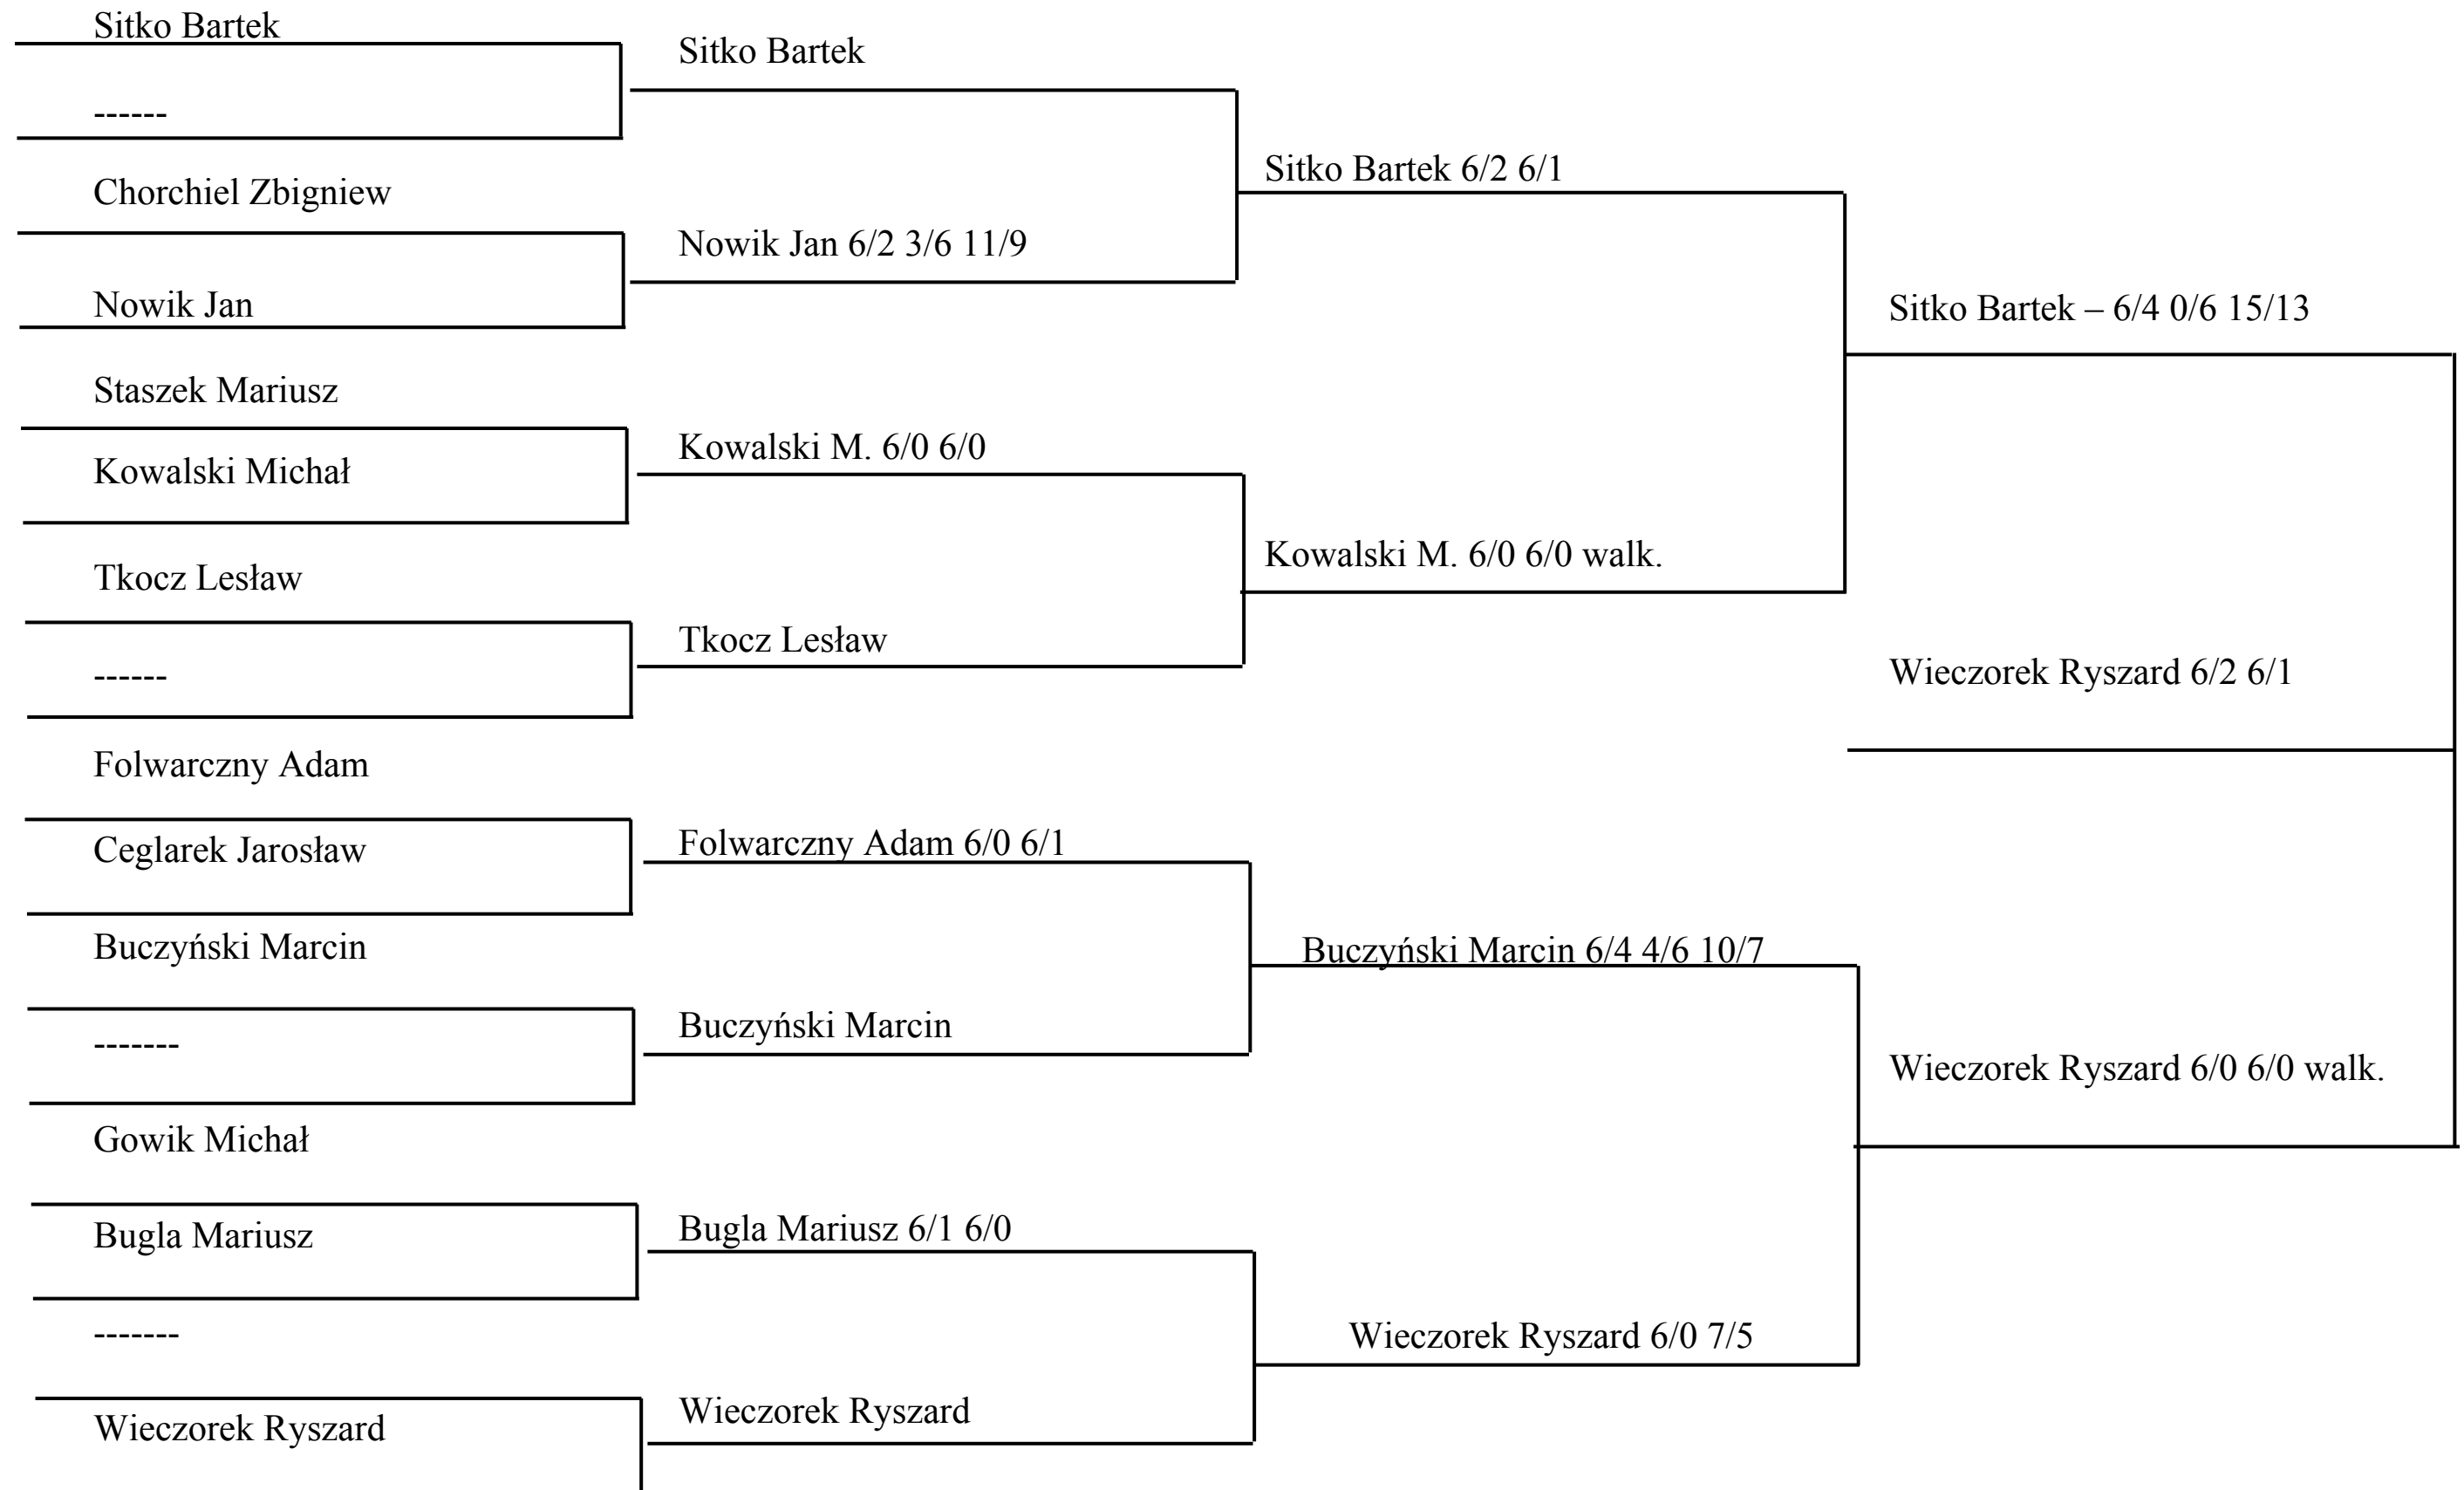 Sitko Bartek
------
Chorchiel Zbigniew
Nowik Jan
Staszek Mariusz
Kowalski Michał
Tkocz Lesław
------
Folwarczny Adam
Ceglarek Jarosław
Buczyński Marcin
-------
Gowik Michał
Bugla Mariusz
-------
Wieczorek Ryszard
Sitko Bartek
Nowik Jan 6/2 3/6 11/9
Kowalski M. 6/0 6/0
Tkocz Lesław
Folwarczny Adam 6/0 6/1
Buczyński Marcin
Bugla Mariusz 6/1 6/0
Wieczorek Ryszard
Sitko Bartek 6/2 6/1
Kowalski M. 6/0 6/0 walk.
Buczyński Marcin 6/4 4/6 10/7
Wieczorek Ryszard 6/0 7/5
Sitko Bartek – 6/4 0/6 15/13
Wieczorek Ryszard 6/2 6/1
Wieczorek Ryszard 6/0 6/0 walk.